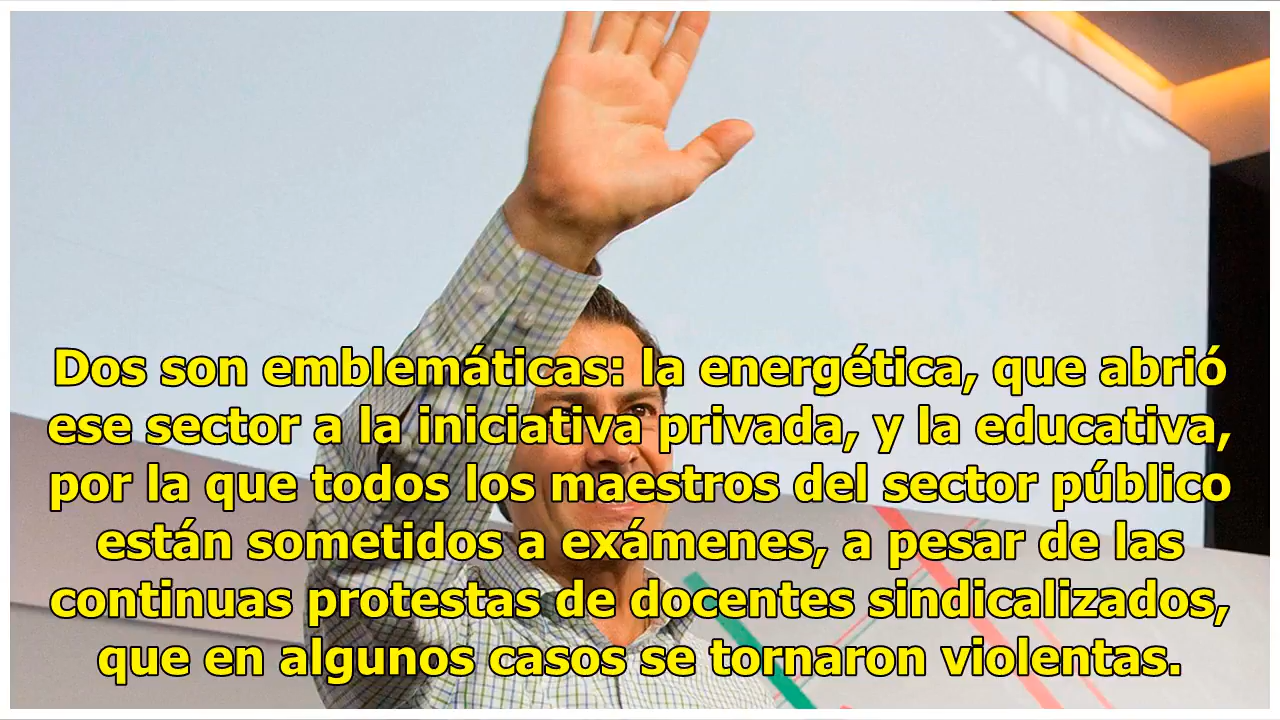 Dos son emblemáticas: la energética, que abrió
ese sector a la iniciativa privada, y la educativa,
por la que todos los maestros del sector público
están sometidos a exámenes, a pesar de las
continuas protestas de docentes sindicalizados,
que en algunos casos se tornaron violentas.